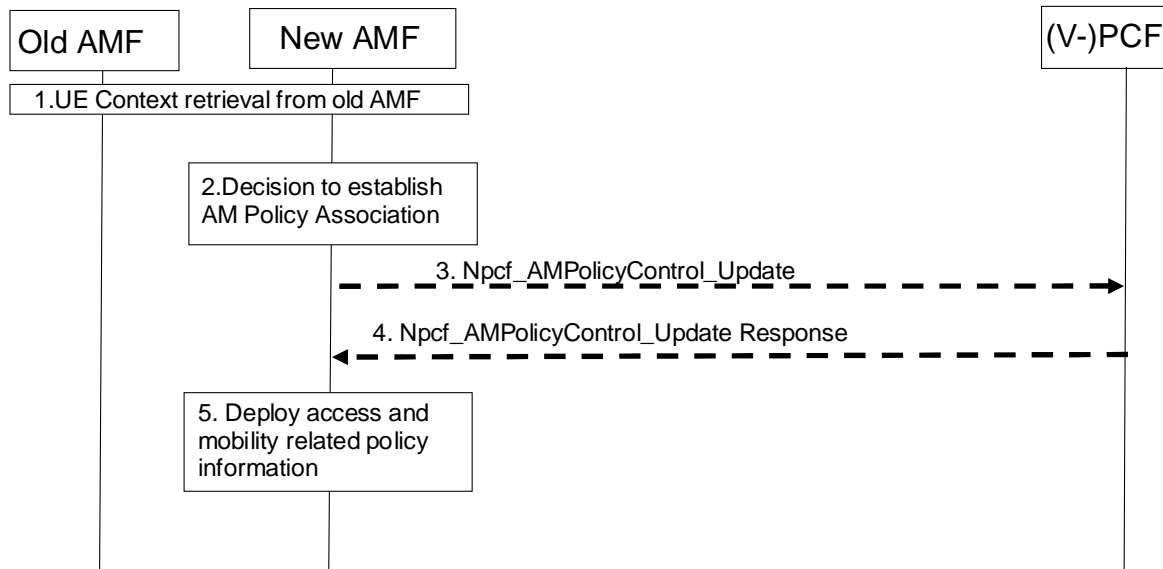 Old AMF
New AMF
(V-)PCF
1.UE Context retrieval from old AMF
2.Decision to establish
AM Policy Association
3. Npcf_AMPolicyControl_Update
4. Npcf_AMPolicyControl_Update Response
5. Deploy access and
mobility related policy
information